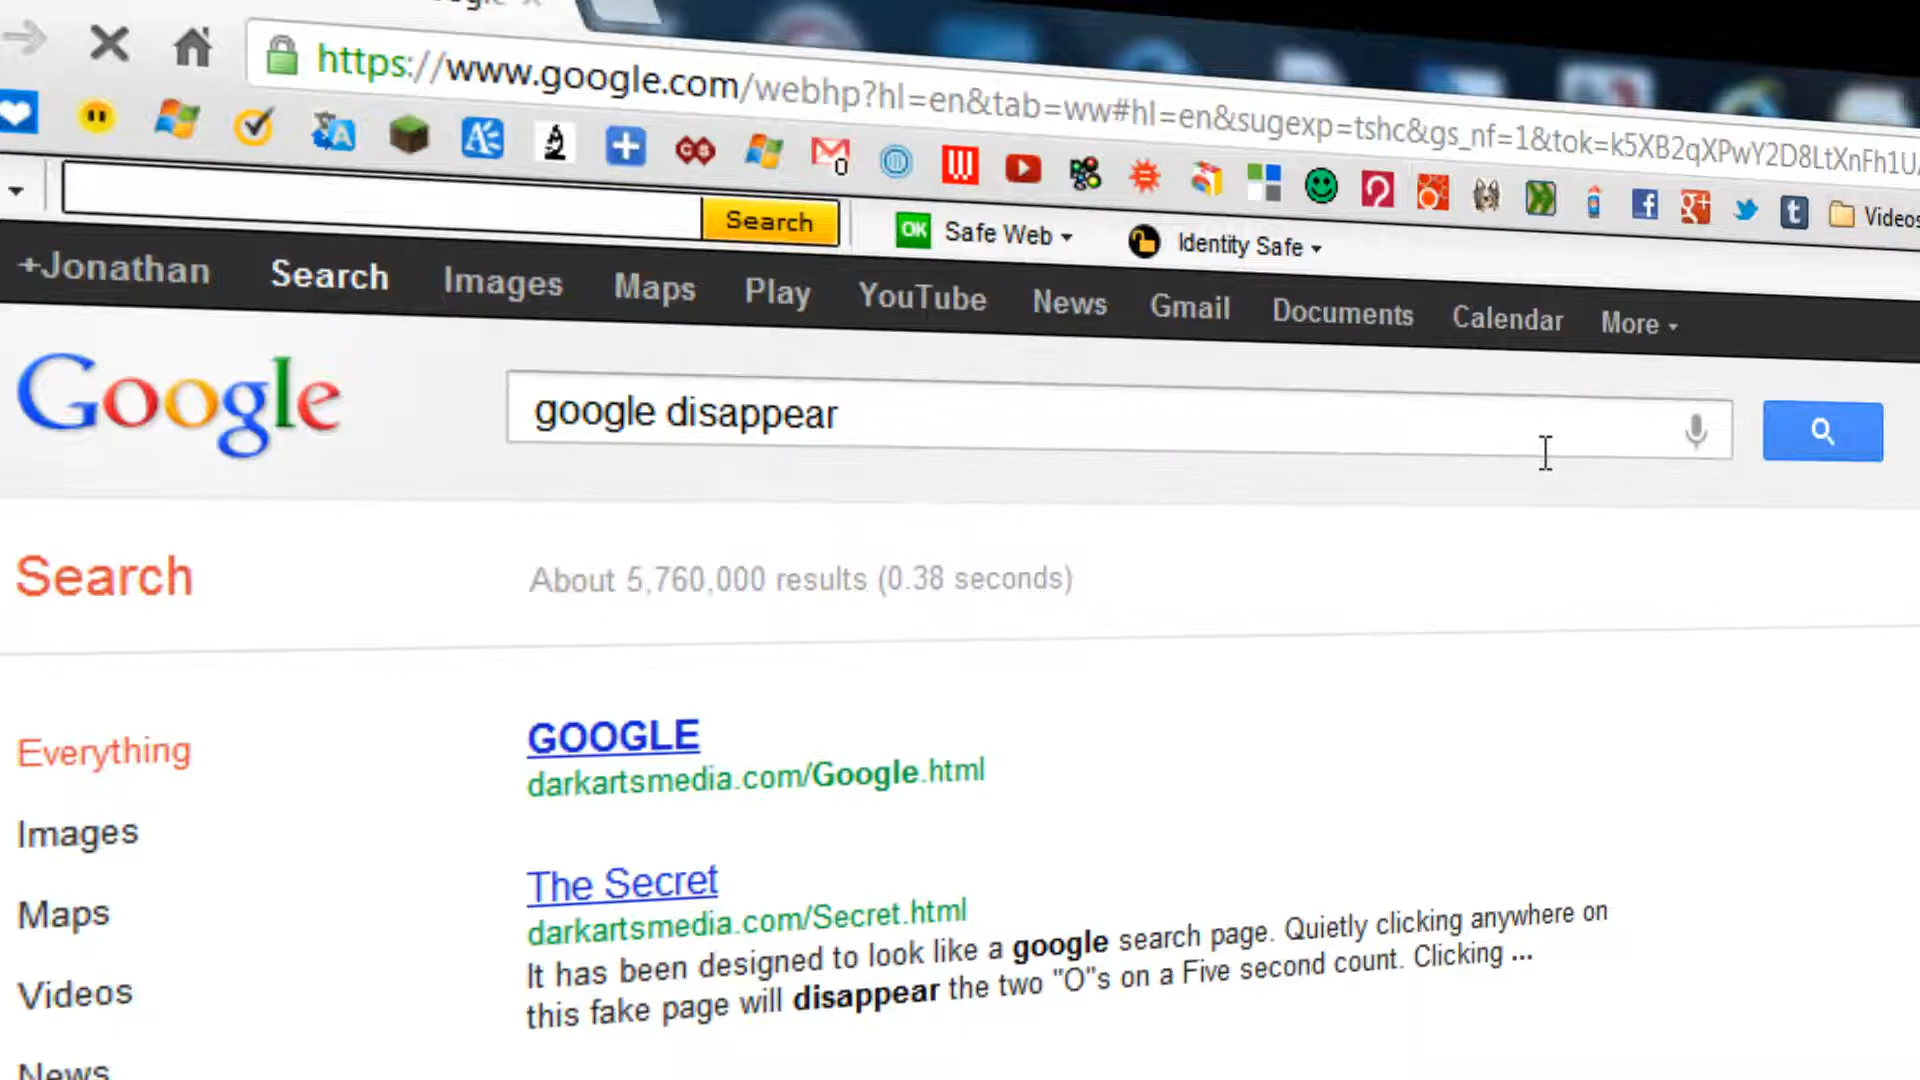 https://www.google.com/webhp?hl=en&tab=ww#hl=en&sugexp=tshc&gs_nf=1&tok=k5XB2qXPwY2D8LtXnFh1U
Videos
Search
OK Safe Web
Identity Safe
+Jonathan Search Images Maps Play YouTube News Gmail Documents Calendar More
Google
google disappear
Search
About 5,760,000 results (0.38 seconds)
Everything
Images
Maps
Videos
News
GOOGLE
darkartsmedia.com/Google.html
The Secret
darkartsmedia.com/Secret.html
It has been designed to look like a google search page. Quietly clicking anywhere on
this fake page will disappear the two "O"s on a Five second count. Clicking ...